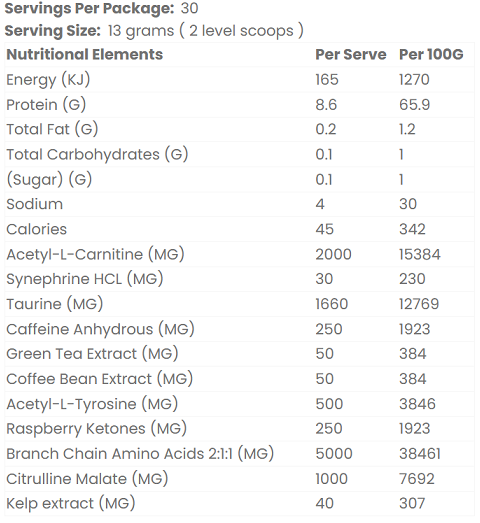 Servings Per Package: 30
Serving Size: 13 grams ( 2 level scoops )
Nutritional Elements Per Serve Per 100G
Energy (KJ) 165 1270
Protein (G) 8.6 65.9
Total Fat (G) 0.2 1.2
Total Carbohydrates (G) 0.1 1
(Sugar) (G) 0.1 1
Sodium 4 30
Calories 45 342
Acetyl-L-Carnitine (MG) 2000 15384
Synephrine HCL (MG) 30 230
Taurine (MG) 1660 12769
Caffeine Anhydrous (MG) 250 1923
Green Tea Extract (MG) 50 384
Coffee Bean Extract (MG) 50 384
Acetyl-L-Tyrosine (MG) 500 3846
Raspberry Ketones (MG) 250 1923
Branch Chain Amino Acids 2:1:1 (MG) 5000 38461
Citrulline Malate (MG) 1000 7692
Kelp extract (MG) 40 307